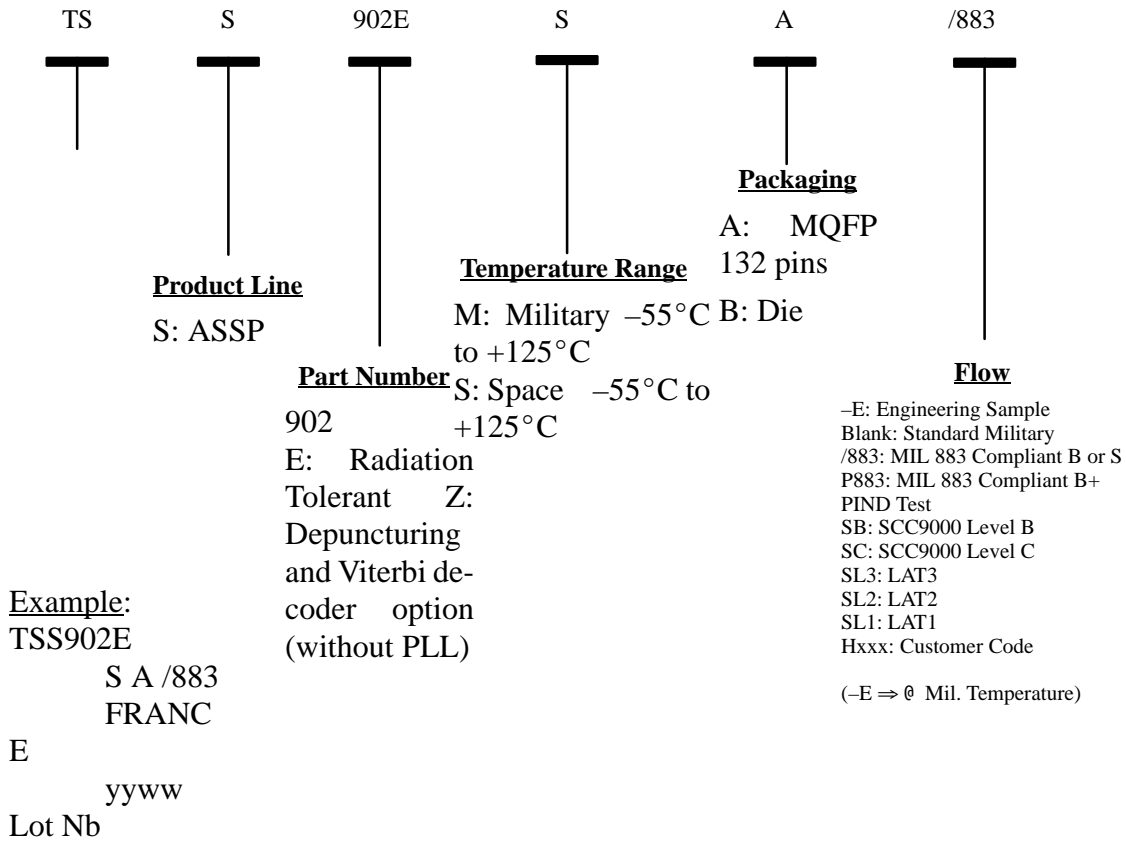 TS S 902E S A /883
Packaging
A: MQFP
132 pins
B: Die
Temperature Range
M: Military –55°C
to +125°C
S: Space –55°C to
+125°C
Product Line
S: ASSP
Part Number
902
E: Radiation
Tolerant Z:
Depuncturing
and Viterbi de-
coder option
(without PLL)
Flow
–E: Engineering Sample
Blank: Standard Military
/883: MIL 883 Compliant B or S
P883: MIL 883 Compliant B+
PIND Test
SB: SCC9000 Level B
SC: SCC9000 Level C
SL3: LAT3
SL2: LAT2
SL1: LAT1
Hxxx: Customer Code
(–E ⇒ @ Mil. Temperature)
Example:
TSS902E
S A /883
FRANC
E
yyww
Lot Nb